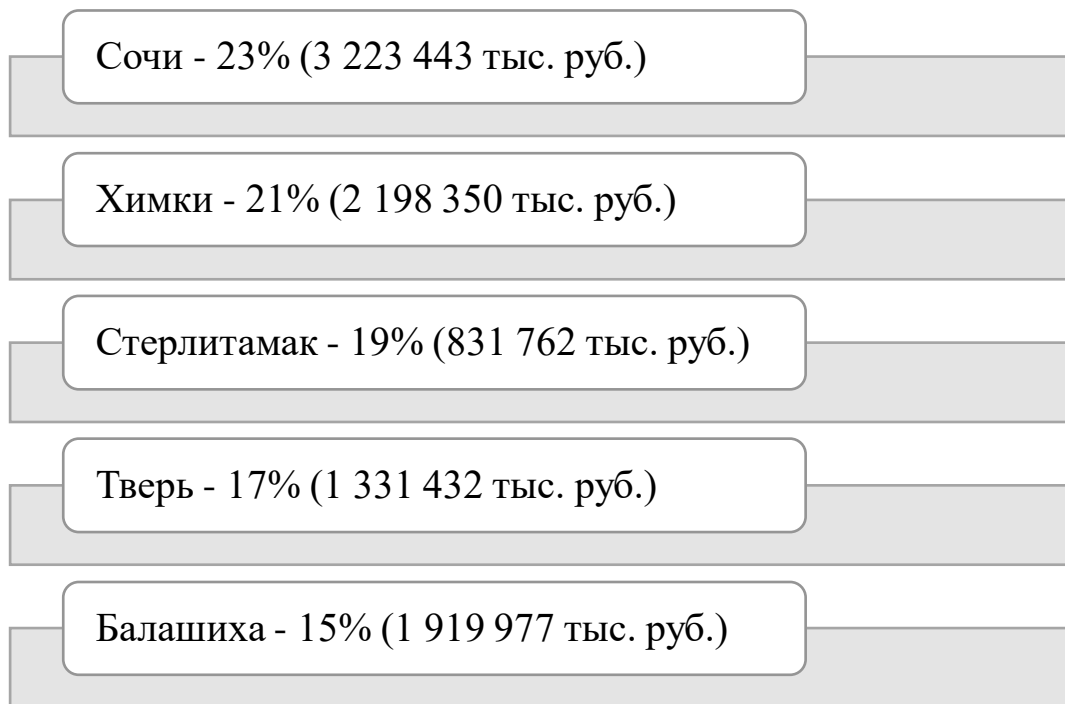 Сочи - 23% (3 223 443 тыс. руб.)
Химки - 21% (2 198 350 тыс. руб.)
Стерлитамак - 19% (831 762 тыс. руб.)
Тверь - 17% (1 331 432 тыс. руб.)
Балашиха - 15% (1 919 977 тыс. руб.)